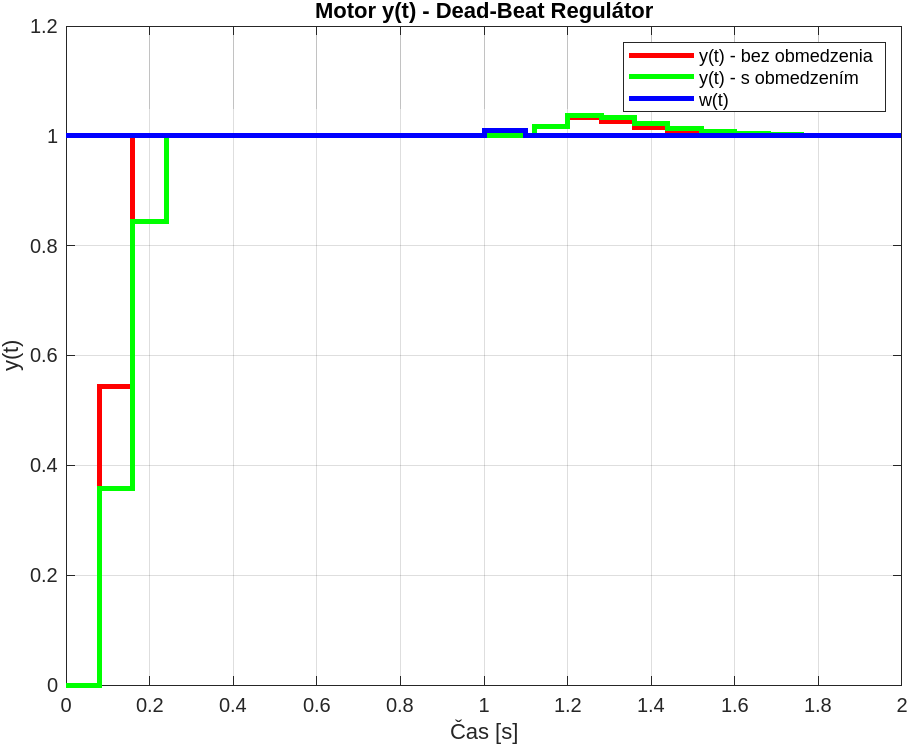 Motor y(t) - Dead-Beat Regulátor
y(t) - bez obmedzenia
y(t) - s obmedzením
w(t)
y(t)
1.2
1
0.8
0.6
0.4
0.2
0
0 0.2 0.4 0.6 0.8 1 1.2 1.4 1.6 1.8 2
Čas [s]